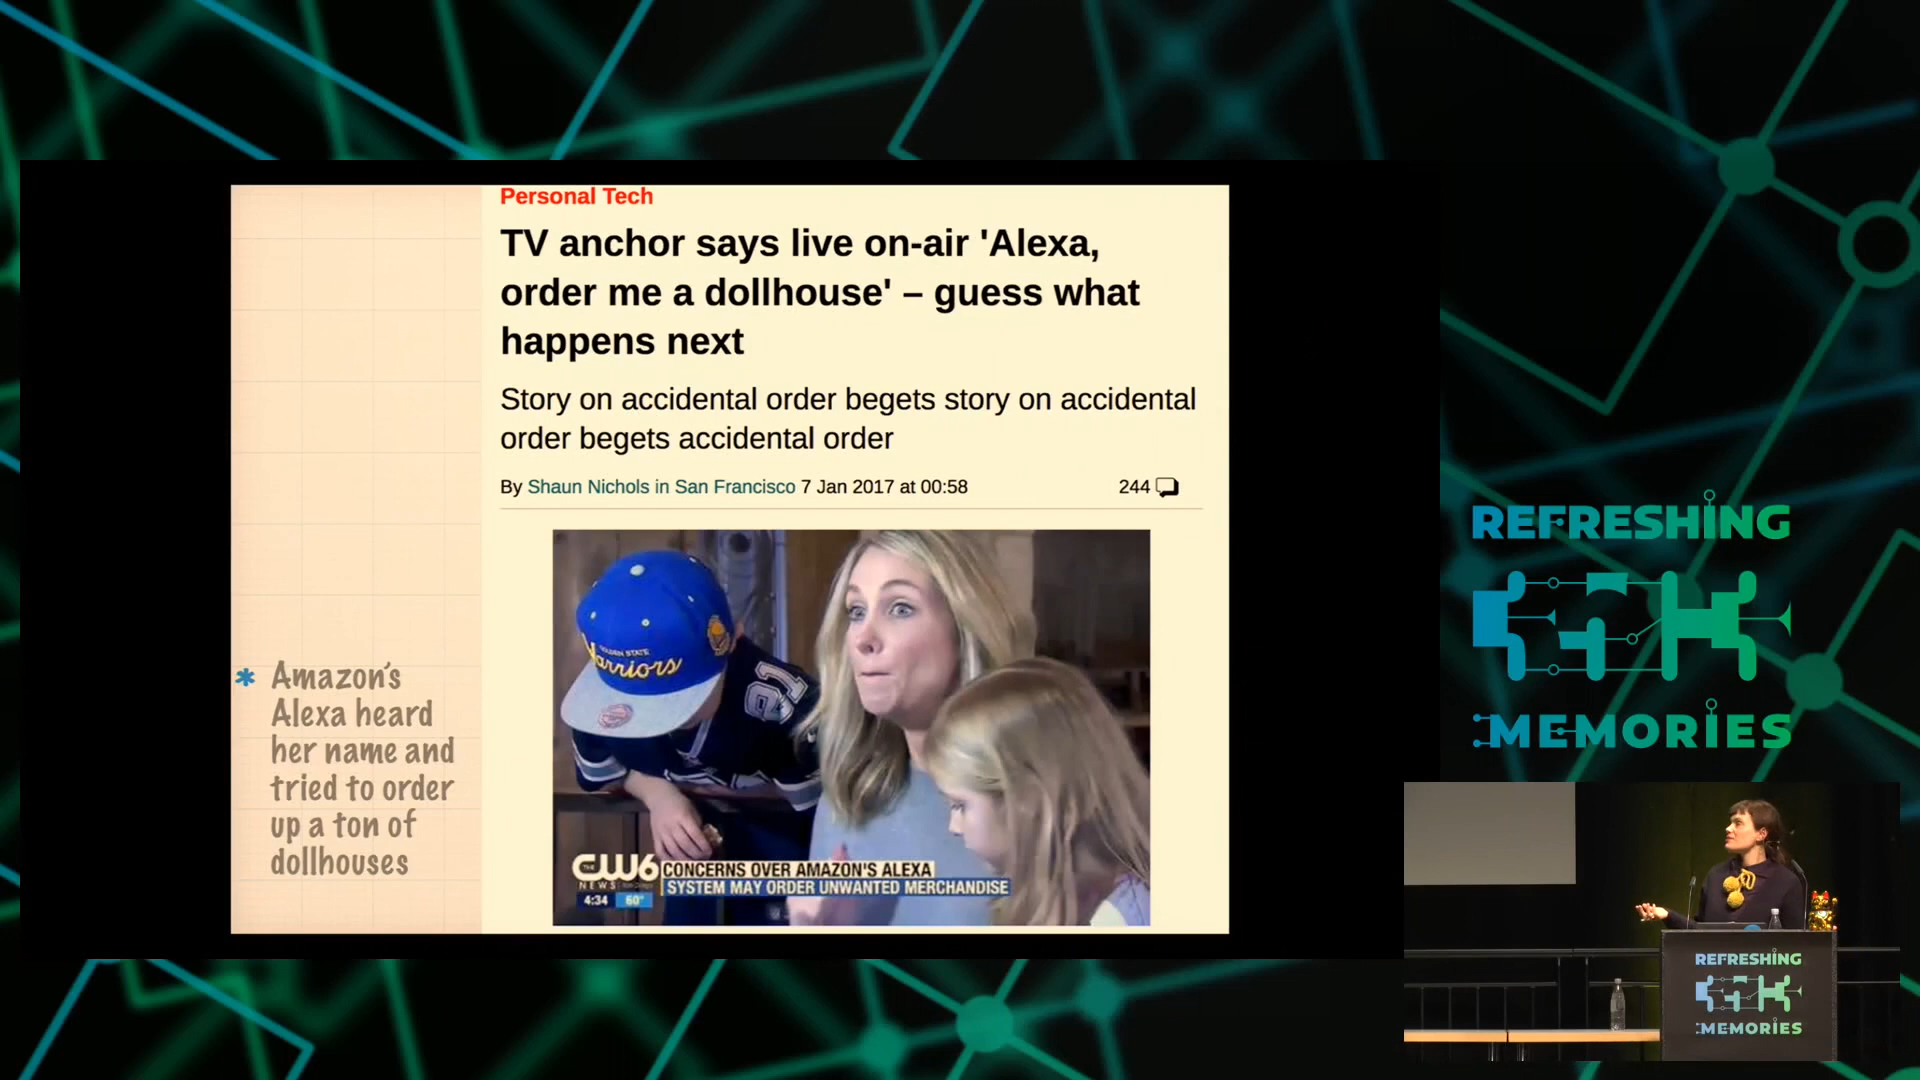 Personal Tech
TV anchor says live on-air 'Alexa,
order me a dollhouse' – guess what
happens next
Story on accidental order begets story on accidental
order begets accidental order
By Shaun Nichols in San Francisco 7 Jan 2017 at 00:58
244
* Amazon's
Alexa heard
her name and
tried to order
up a ton of
dollhouses
GOLDEN STATE
Warriors
21
THE
CW6
NEWS
CONCERNS OVER AMAZON'S ALEXA
SYSTEM MAY ORDER UNWANTED MERCHANDISE
4:34 60°
REFRESHING
MEMORIES
REFRESHING
MEMORIES